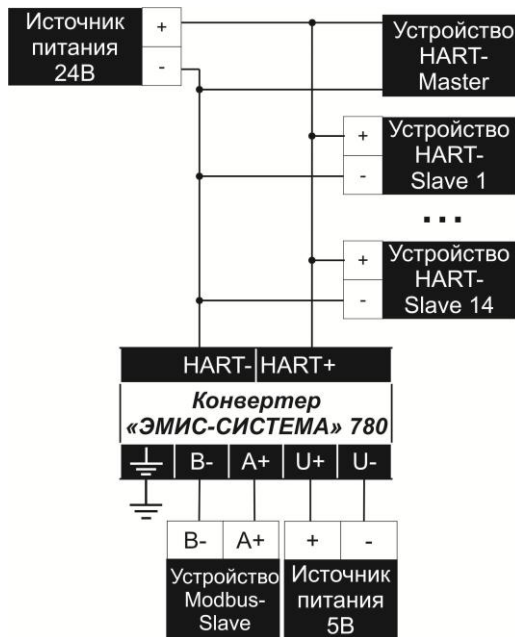 Источник
питания
24В
+
-
Устройство
HART-
Master
+
-
Устройство
HART-
Slave 1
...
+
-
Устройство
HART-
Slave 14
HART- HART+
Конвертер
«ЭМИС-СИСТЕМА» 780
B- A+ U+ U-
B- A+ + -
Устройство
Modbus-
Slave
Источник
питания
5В